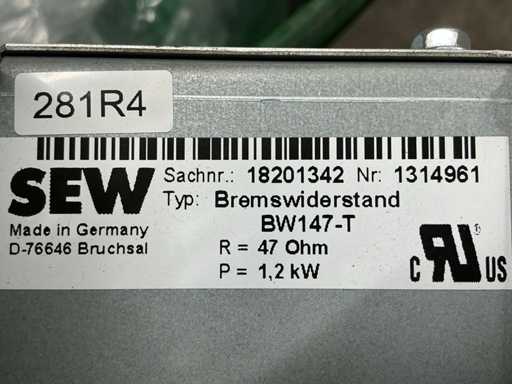 281R4
SEW
Sachnr.: 18201342 Nr: 1314961
Typ: Bremswiderstand
BW147-T
Made in Germany
D-76646 Bruchsal
R = 47 Ohm
P = 1,2 kW
c RU US